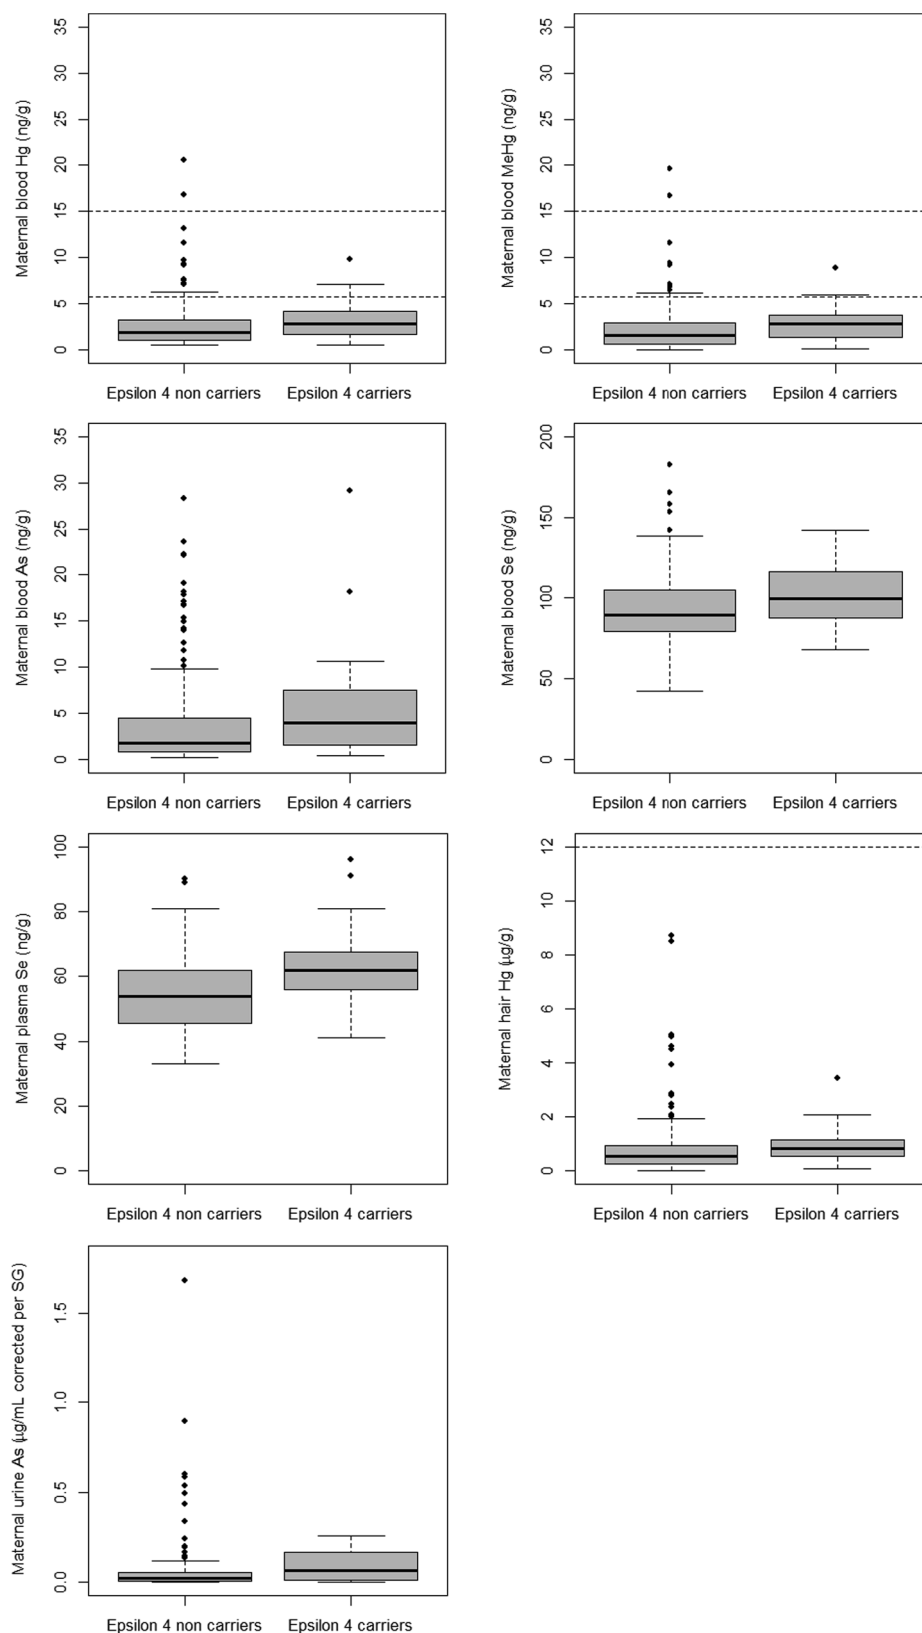 Maternal blood Hg (ng/g)
35
30
25
20
15
10
5
0
Epsilon 4 non carriers
Epsilon 4 carriers
Maternal blood MeHg (ng/g)
35
30
25
20
15
10
5
0
Epsilon 4 non carriers
Epsilon 4 carriers
Maternal blood As (ng/g)
35
30
25
20
15
10
5
0
Epsilon 4 non carriers
Epsilon 4 carriers
Maternal blood Se (ng/g)
200
150
100
50
0
Epsilon 4 non carriers
Epsilon 4 carriers
Maternal plasma Se (ng/g)
100
80
60
40
20
0
Epsilon 4 non carriers
Epsilon 4 carriers
Maternal hair Hg (μg/g)
12
10
8
6
4
2
0
Epsilon 4 non carriers
Epsilon 4 carriers
Maternal urine As (μg/mL corrected per SG)
1.5
1.0
0.5
0.0
Epsilon 4 non carriers
Epsilon 4 carriers